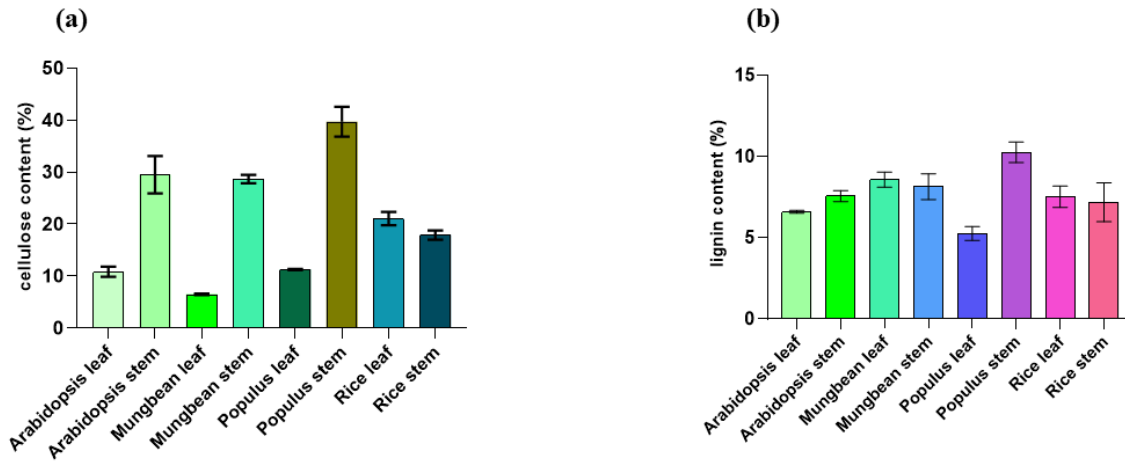 (a)
cellulose content (%)
50
40
30
20
10
0
Arabidopsis leaf
Arabidopsis stem
Mungbean leaf
Mungbean stem
Populus leaf
Populus stem
Rice leaf
Rice stem
(b)
lignin content (%)
15
10
5
0
Arabidopsis leaf
Arabidopsis stem
Mungbean leaf
Mungbean stem
Populus leaf
Populus stem
Rice leaf
Rice stem